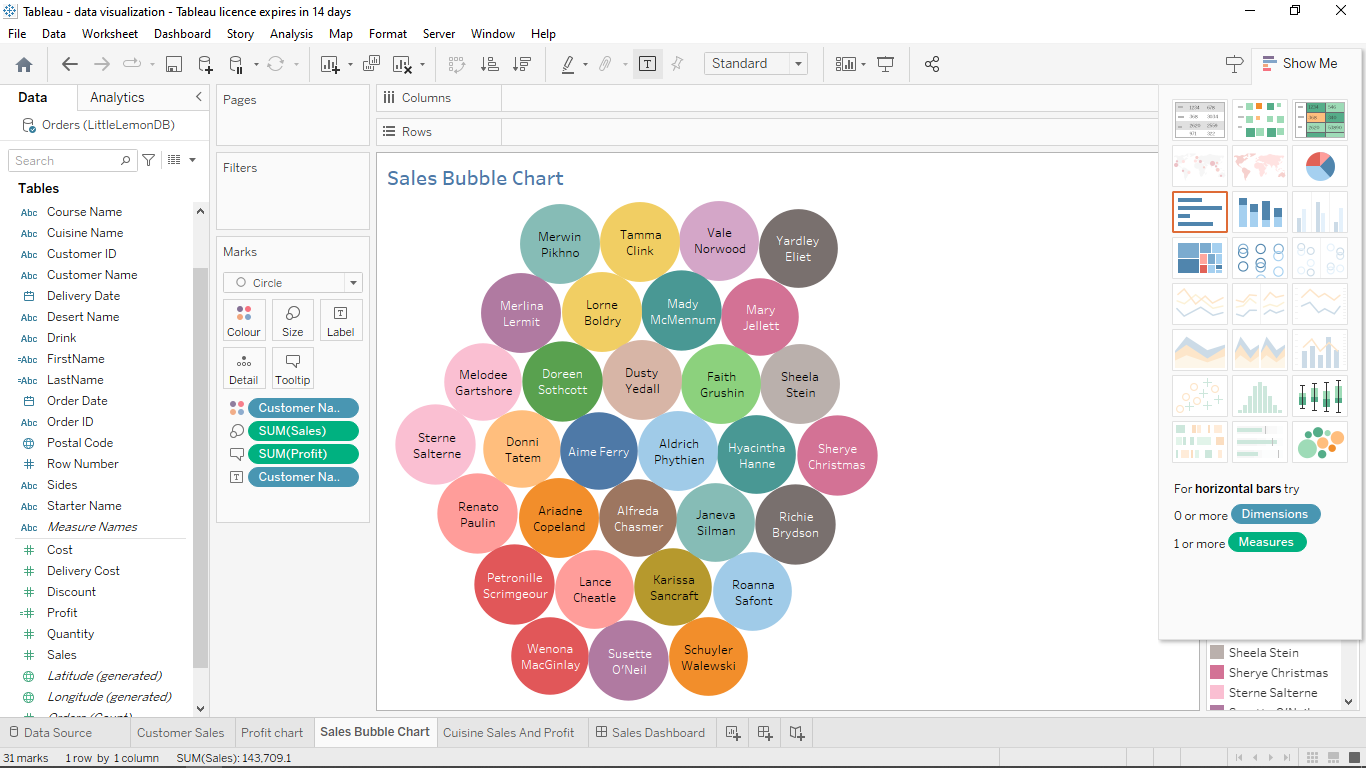 Tableau - data visualization - Tableau licence expires in 14 days
File Data Worksheet Dashboard Story Analysis Map Format Server Window Help
Standard
Show Me
Data Analytics
Orders (LittleLemonDB)
Search
Tables
Abc Course Name
Abc Cuisine Name
Abc Customer ID
Abc Customer Name
Delivery Date
Abc Desert Name
Abc Drink
=Abc FirstName
=Abc LastName
Order Date
Abc Order ID
Postal Code
Abc Row Number
Abc Sides
Abc Starter Name
Abc Measure Names
# Cost
# Delivery Cost
# Discount
=# Profit
# Quantity
# Sales
Latitude (generated)
Longitude (generated)
Pages
Filters
Marks
Circle
Colour Size Label
Detail Tooltip
Customer Na..
SUM(Sales)
SUM(Profit)
Customer Na..
Columns
Rows
Sales Bubble Chart
Merwin
Pikhno
Tamma
Clink
Vale
Norwood
Yardley
Eliet
Merlina
Lermit
Lorne
Boldry
Mady
McMennum
Mary
Jellett
Melodee
Gartshore
Doreen
Sothcott
Dusty
Yedall
Faith
Grushin
Sheela
Stein
Sterne
Salterne
Donni
Tatem
Aime Ferry
Aldrich
Phythien
Hyacintha
Hanne
Sherye
Christmas
Renato
Paulin
Ariadne
Copeland
Alfreda
Chasmer
Janeva
Silman
Richie
Brydson
Petronille
Scrimgeour
Lance
Cheatle
Karissa
Sancraft
Roanna
Safont
Wenona
MacGinlay
Susette
O'Neil
Schuyler
Walewski
For horizontal bars try
0 or more Dimensions
1 or more Measures
Sheela Stein
Sherye Christmas
Sterne Salterne
Data Source Customer Sales Profit chart Sales Bubble Chart Cuisine Sales And Profit Sales Dashboard
31 marks 1 row by 1 column SUM(Sales): 143,709.1